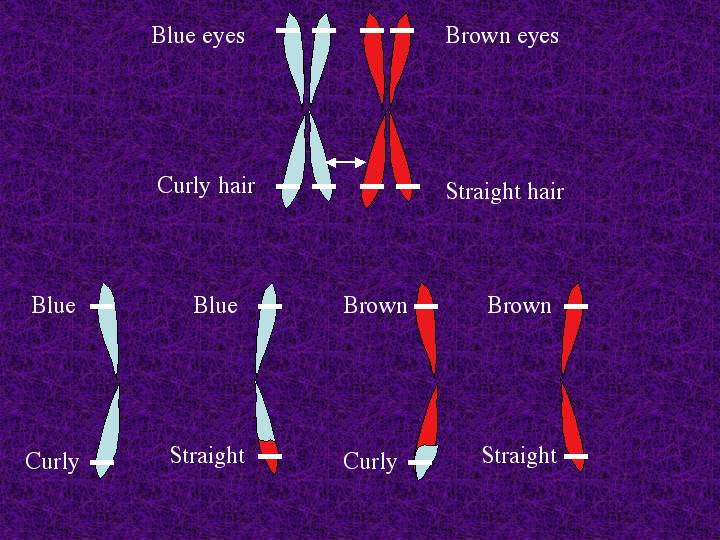 Blue eyes
Brown eyes
Curly hair
Straight hair
Blue
Blue
Brown
Brown
Curly
Straight
Curly
Straight